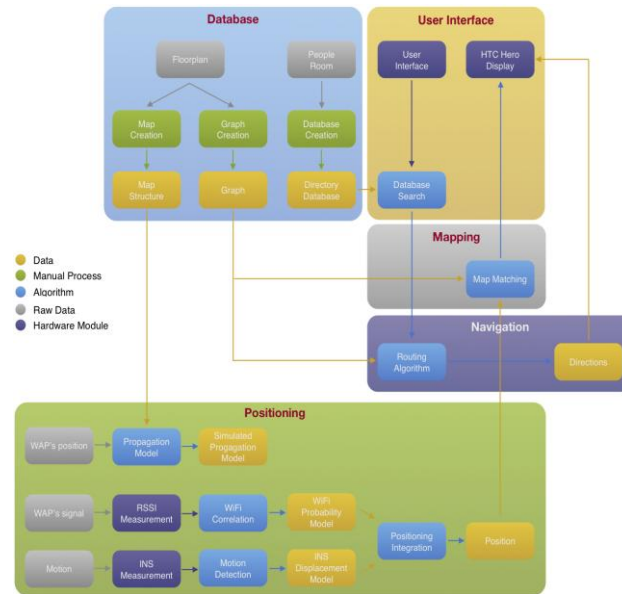 Database
Floorplan
People
Room
Map
Creation
Graph
Creation
Database
Creation
Map
Structure
Graph
Directory
Database
User Interface
User
Interface
HTC Hero
Display
Database
Search
Mapping
Map Matching
Navigation
Routing
Algorithm
Directions
Data
Manual Process
Algorithm
Raw Data
Hardware Module
Positioning
WAP's position
Propagation
Model
Simulated
Propagation
Model
WAP's signal
RSSI
Measurement
WiFi
Correlation
WiFi
Probability
Model
Motion
INS
Measurement
Motion
Detection
INS
Displacement
Model
Positioning
Integration
Position